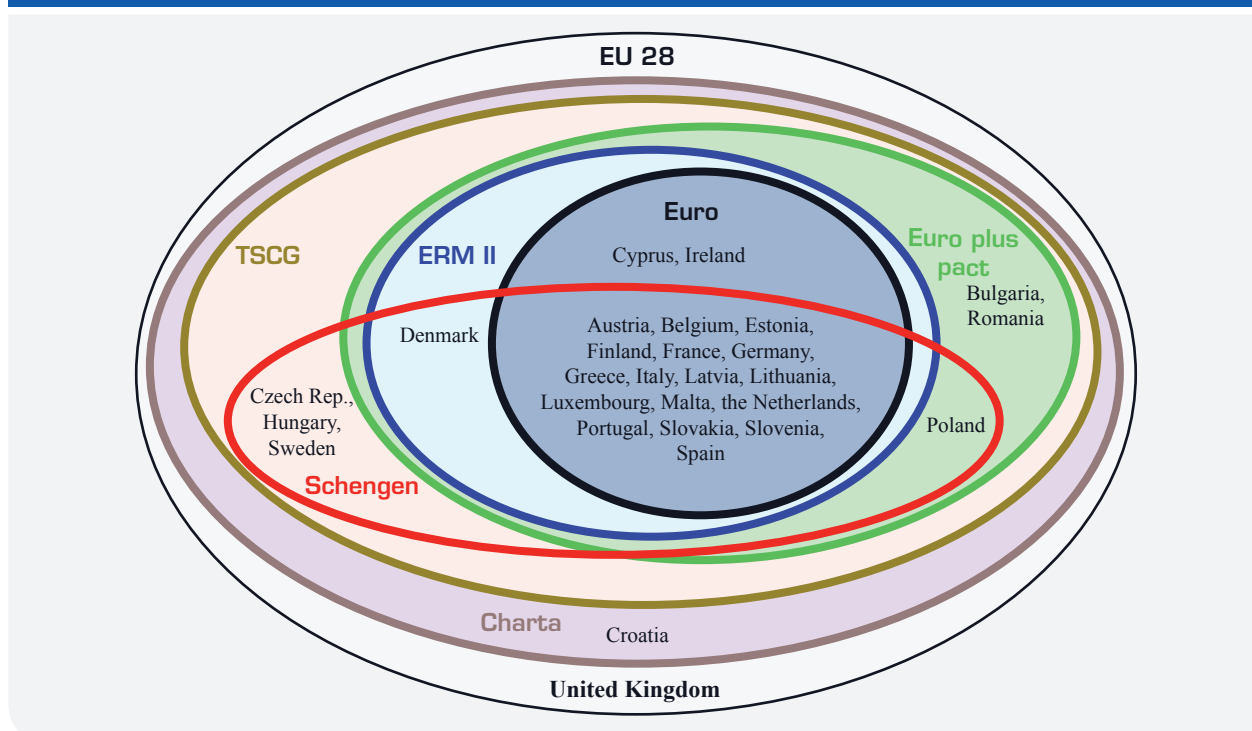 EU 28
Euro
TSCG
ERM II
Euro plus
pact
Cyprus, Ireland
Bulgaria,
Romania
Denmark
Austria, Belgium, Estonia,
Finland, France, Germany,
Greece, Italy, Latvia, Lithuania,
Luxembourg, Malta, the Netherlands,
Portugal, Slovakia, Slovenia,
Spain
Czech Rep.,
Hungary,
Sweden
Poland
Schengen
Charta
Croatia
United Kingdom